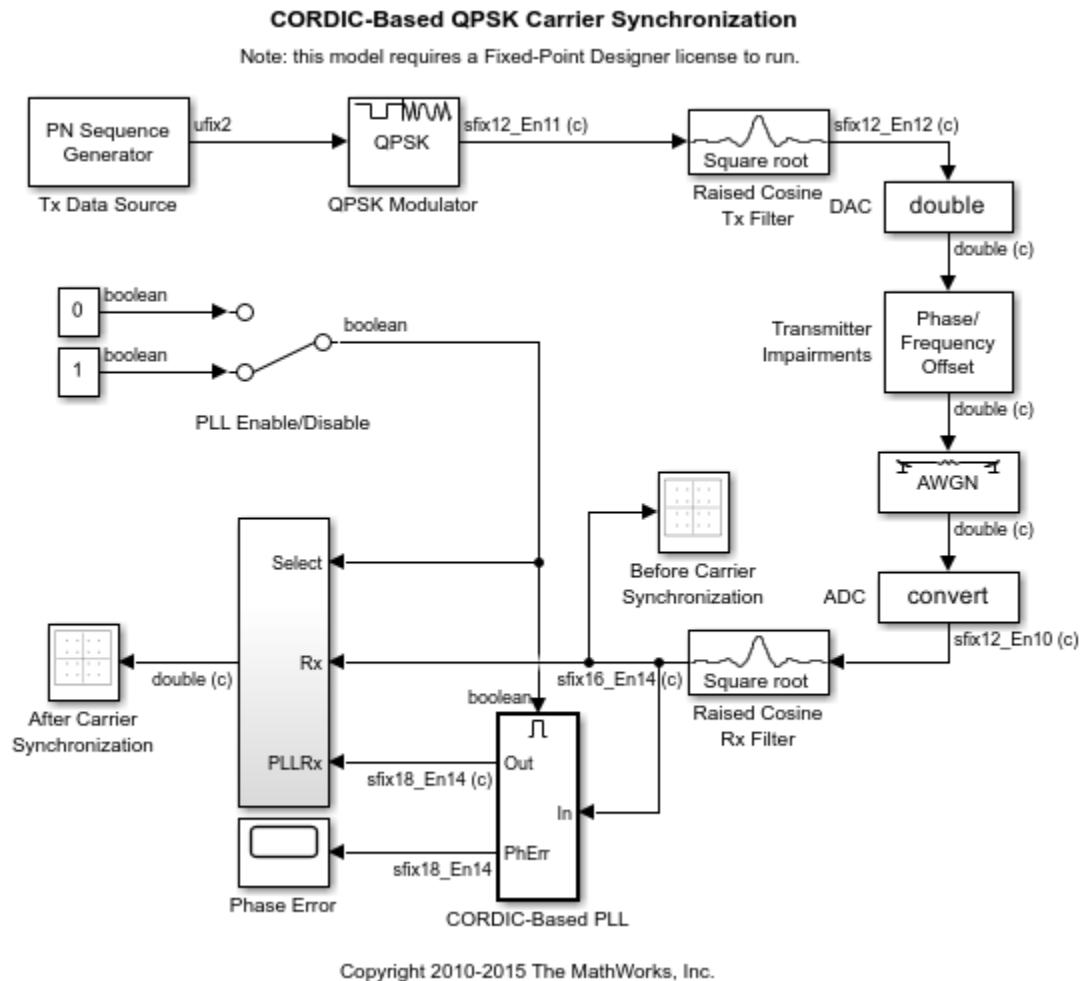 CORDIC-Based QPSK Carrier Synchronization
Note: this model requires a Fixed-Point Designer license to run.
PN Sequence
Generator
ufix2
Tx Data Source
QPSK
sfix12_En11 (c)
QPSK Modulator
Square root
sfix12_En12 (c)
Raised Cosine
Tx Filter
DAC
double
double (c)
0
boolean
1
boolean
boolean
PLL Enable/Disable
Transmitter
Impairments
Phase/
Frequency
Offset
double (c)
AWGN
double (c)
Before Carrier
Synchronization
ADC
convert
sfix12_En10 (c)
Square root
Raised Cosine
Rx Filter
sfix16_En14 (c)
Select
Rx
PLLRx
double (c)
After Carrier
Synchronization
boolean
Out
In
PhErr
sfix18_En14 (c)
sfix18_En14
Phase Error
CORDIC-Based PLL
Copyright 2010-2015 The MathWorks, Inc.